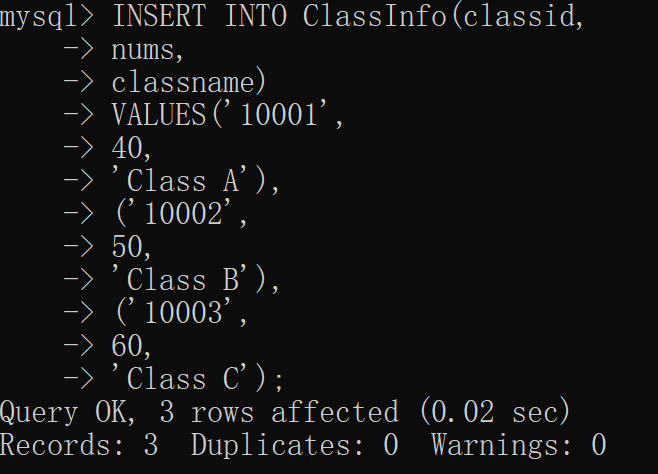 mysql> INSERT INTO ClassInfo(classid,
    -> nums,
    -> classname)
    -> VALUES('10001',
    -> 40,
    -> 'Class A'),
    -> ('10002',
    -> 50,
    -> 'Class B'),
    -> ('10003',
    -> 60,
    -> 'Class C');
Query OK, 3 rows affected (0.02 sec)
Records: 3  Duplicates: 0  Warnings: 0